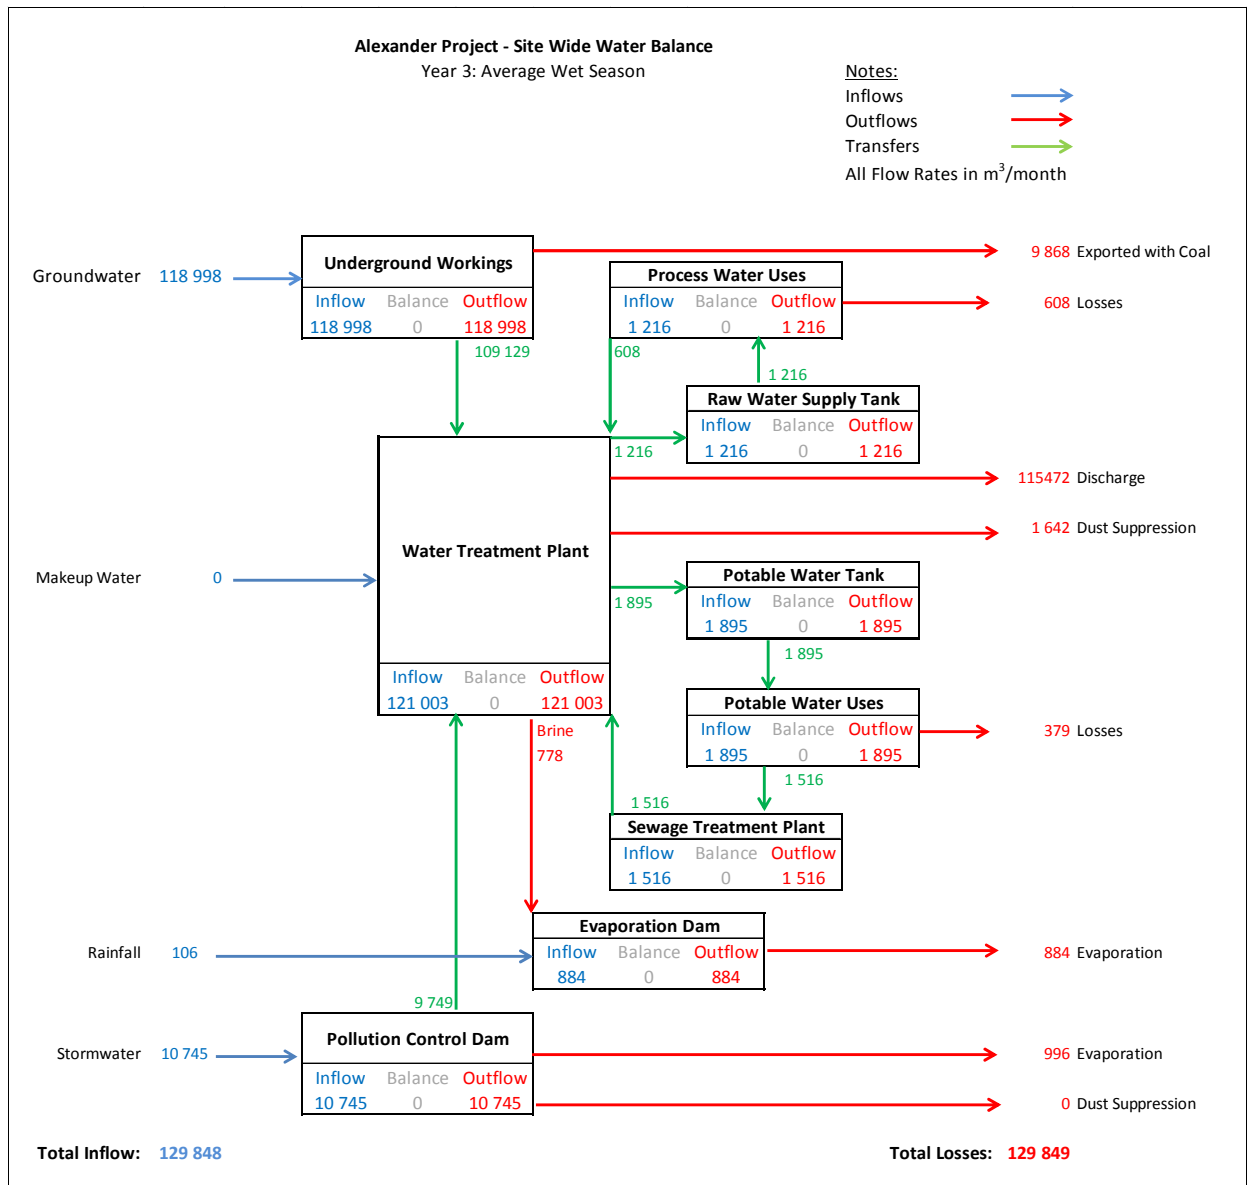 Alexander Project - Site Wide Water Balance
Year 3: Average Wet Season
Notes:
Inflows
Outflows
Transfers
All Flow Rates in m³/month
Groundwater 118 998
Underground Workings
Inflow Balance Outflow
118 998 0 118 998
109 129
9 868 Exported with Coal
Process Water Uses
Inflow Balance Outflow
1 216 0 1 216
608 Losses
608
1 216
Raw Water Supply Tank
Inflow Balance Outflow
1 216 0 1 216
1 216
115472 Discharge
1 642 Dust Suppression
Makeup Water 0
Water Treatment Plant
Inflow Balance Outflow
121 003 0 121 003
1 895
Potable Water Tank
Inflow Balance Outflow
1 895 0 1 895
1 895
Potable Water Uses
Inflow Balance Outflow
1 895 0 1 895
379 Losses
1 516
Brine
778
1 516
Sewage Treatment Plant
Inflow Balance Outflow
1 516 0 1 516
Rainfall 106
Evaporation Dam
Inflow Balance Outflow
884 0 884
884 Evaporation
9 749
Stormwater 10 745
Pollution Control Dam
Inflow Balance Outflow
10 745 0 10 745
996 Evaporation
0 Dust Suppression
Total Inflow: 129 848
Total Losses: 129 849